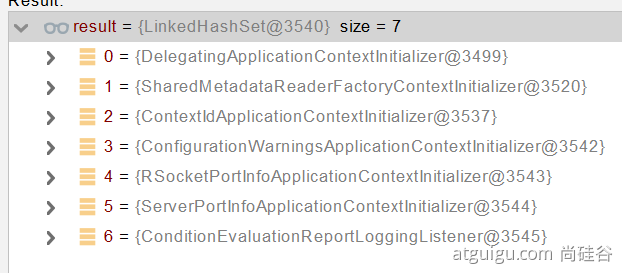 Result:
result = {LinkedHashSet@3540} size = 7
0 = {DelegatingApplicationContextInitializer@3499}
1 = {SharedMetadataReaderFactoryContextInitializer@3520}
2 = {ContextIdApplicationContextInitializer@3537}
3 = {ConfigurationWarningsApplicationContextInitializer@3542}
4 = {RSocketPortInfoApplicationContextInitializer@3543}
5 = {ServerPortInfoApplicationContextInitializer@3544}
6 = {ConditionEvaluationReportLoggingListener@3545}
atguigu.com 尚硅谷